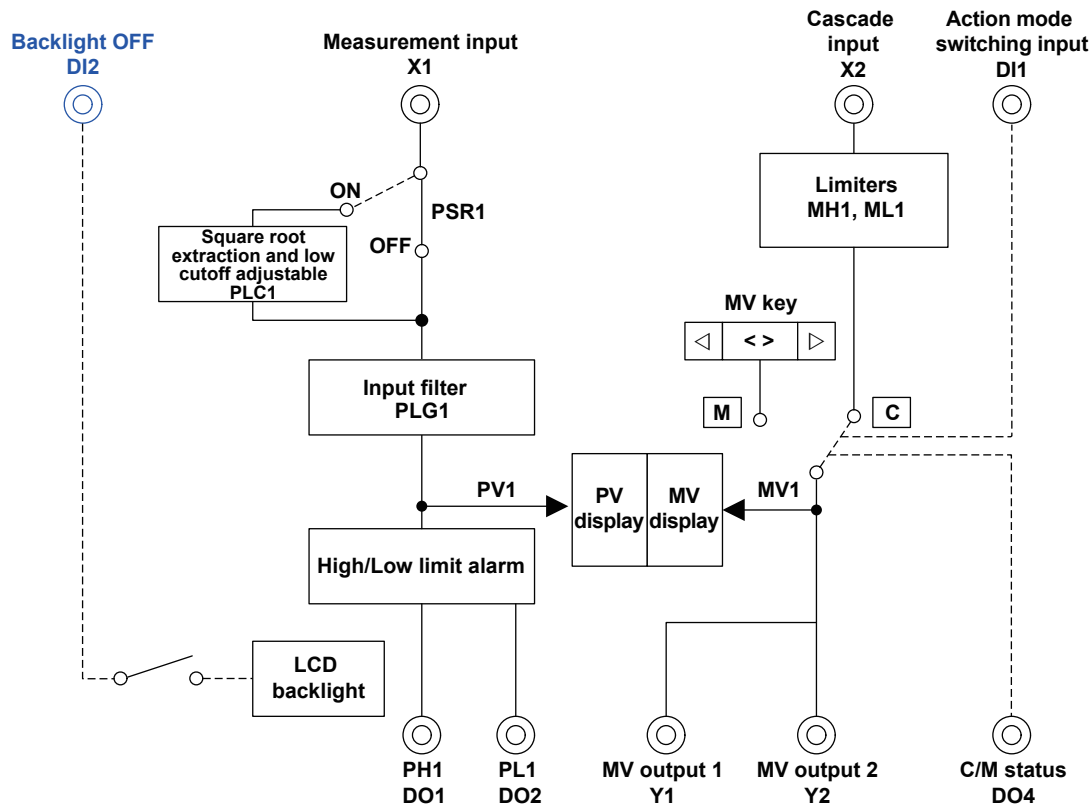 Backlight OFF
DI2
Measurement input
X1
Cascade
input
X2
Action mode
switching input
DI1
ON
PSR1
OFF
Square root
extraction and low
cutoff adjustable
PLC1
Limiters
MH1, ML1
MV key
◁ < > ▷
Input filter
PLG1
M
C
PV1
PV
display
MV
display
MV1
High/Low limit alarm
LCD
backlight
PH1
DO1
PL1
DO2
MV output 1
Y1
MV output 2
Y2
C/M status
DO4